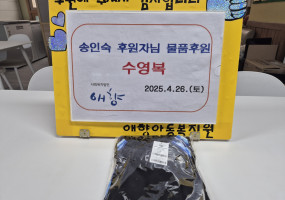 송인숙 후원자님 물품후원
수영복
애향
2025.4.26.(토)
애향아동복지원